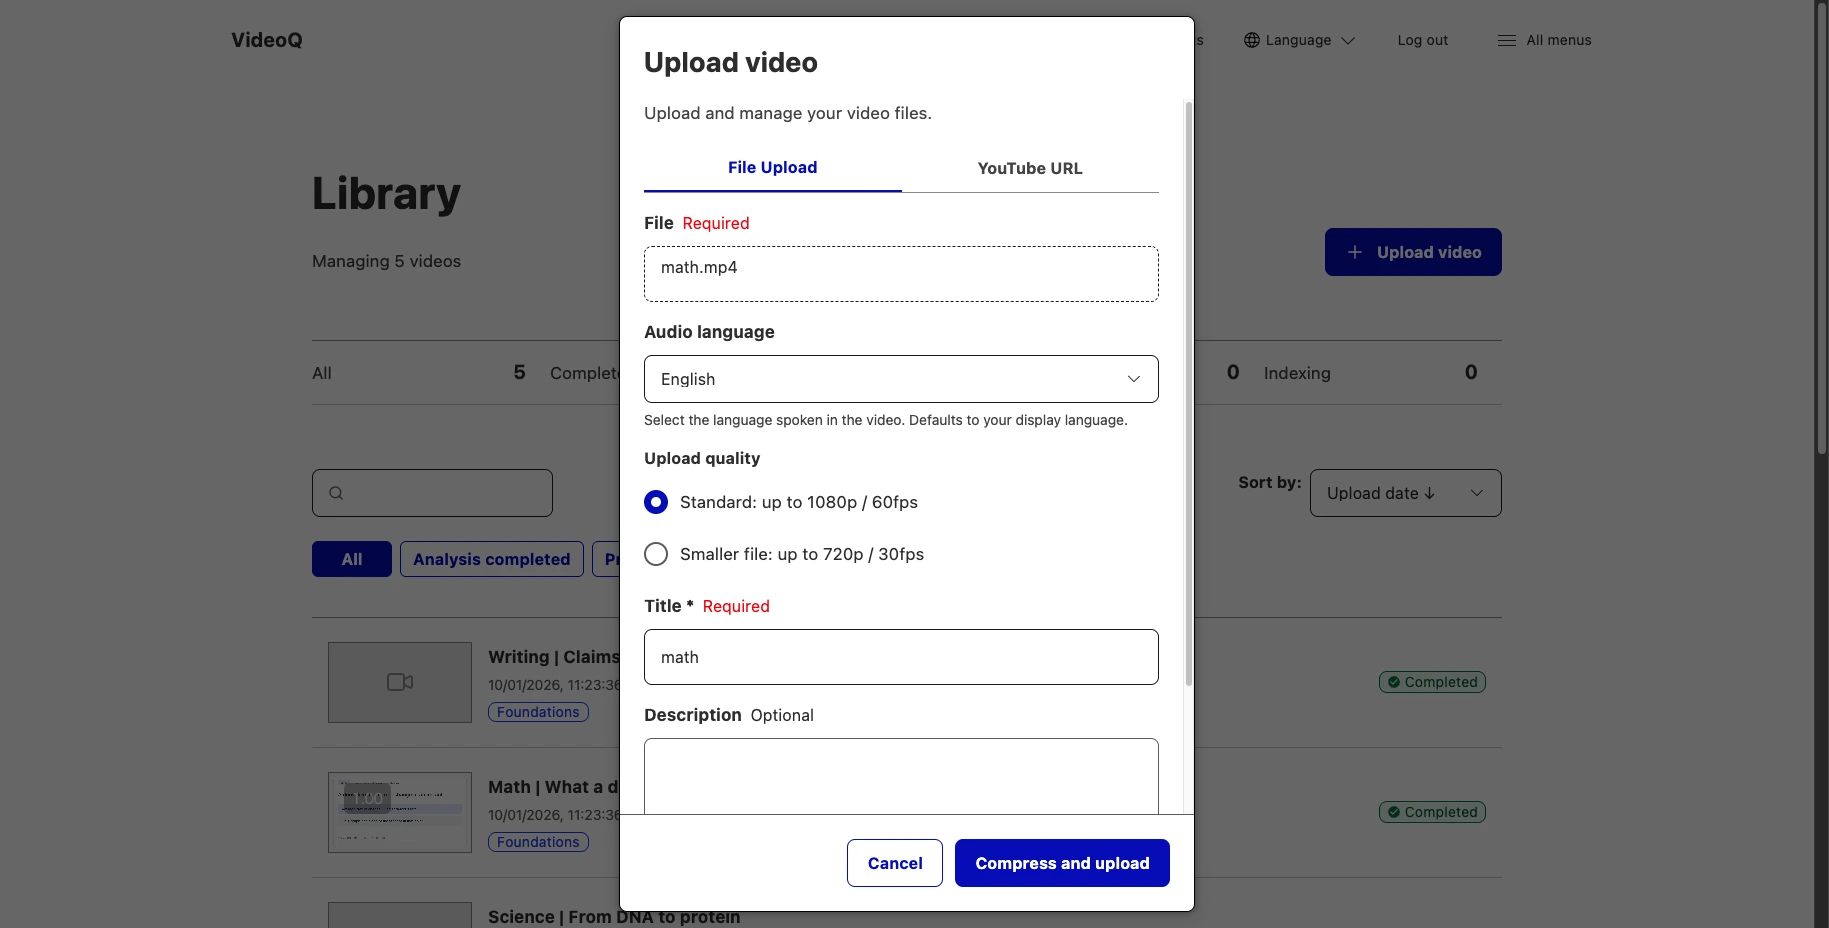 VideoQ
Language
Log out
All menus
Library
Managing 5 videos
Upload video
All
5
0
Indexing
0
Sort by:
Upload date ↓
All
Analysis completed
Writing | Claims
10/01/2026, 11:23:36
Foundations
Completed
1:00
Math | What a d
10/01/2026, 11:23:36
Foundations
Completed
Science | From DNA to protein
Upload video
Upload and manage your video files.
File Upload
YouTube URL
File Required
math.mp4
Audio language
English
Select the language spoken in the video. Defaults to your display language.
Upload quality
Standard: up to 1080p / 60fps
Smaller file: up to 720p / 30fps
Title * Required
math
Description Optional
Cancel
Compress and upload